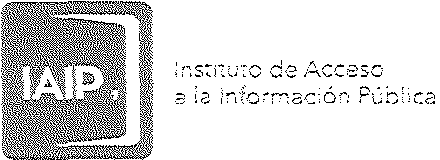 IAIP
Instituto de Acceso
a la Información Pública